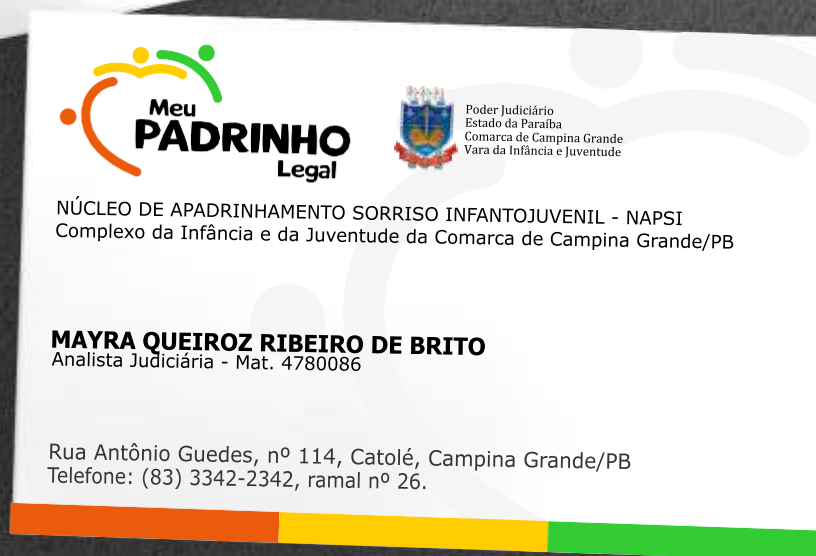 Meu
PADRINHO
Legal
Poder Judiciário
Estado da Paraíba
Comarca de Campina Grande
Vara da Infância e Juventude
NÚCLEO DE APADRINHAMENTO SORRISO INFANTOJUVENIL - NAPSI
Complexo da Infância e da Juventude da Comarca de Campina Grande/PB
MAYRA QUEIROZ RIBEIRO DE BRITO
Analista Judiciária - Mat. 4780086
Rua Antônio Guedes, nº 114, Catolé, Campina Grande/PB
Telefone: (83) 3342-2342, ramal nº 26.